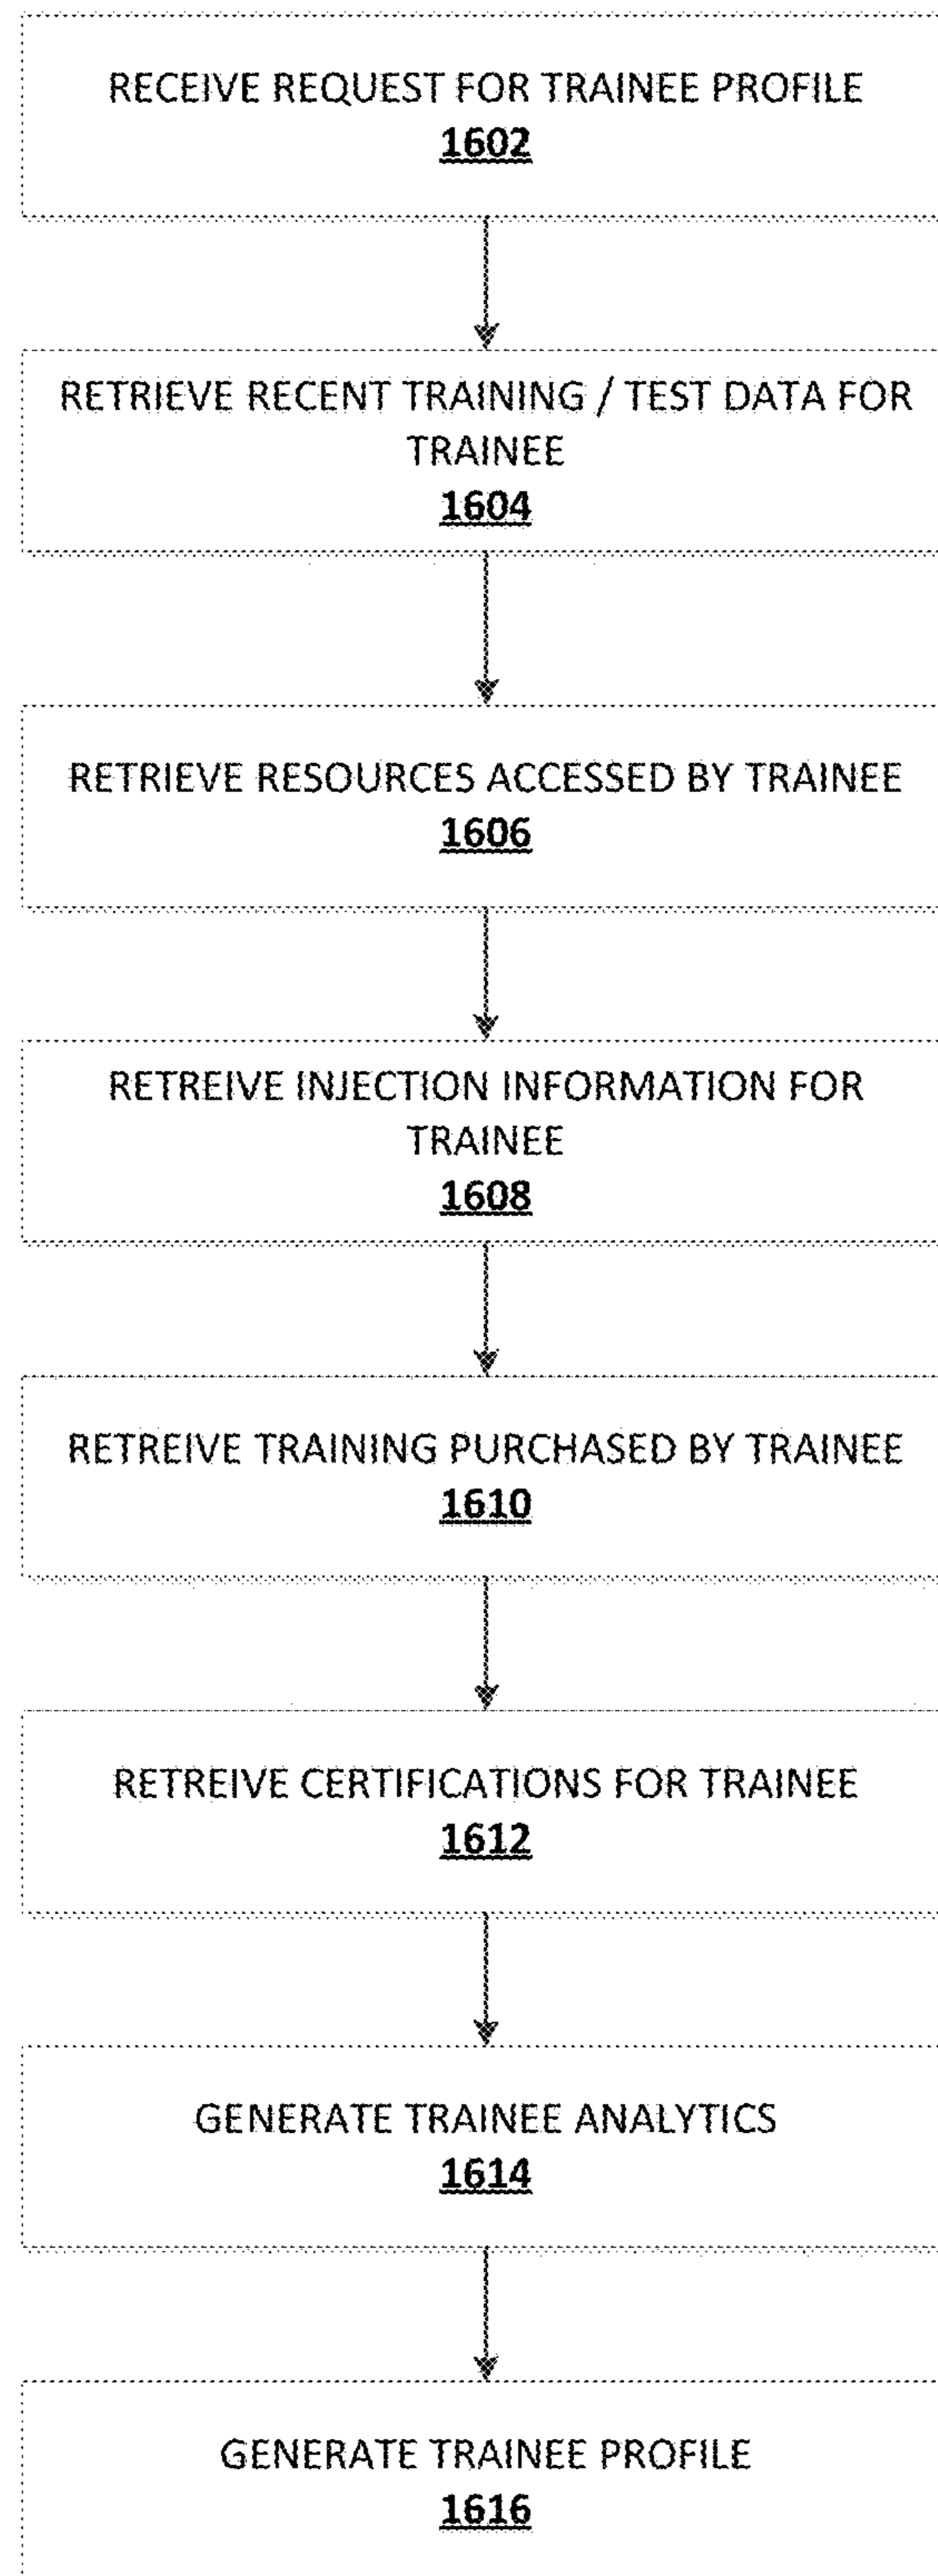 RECEIVE REQUEST FOR TRAINEE PROFILE
1602
RETRIEVE RECENT TRAINING / TEST DATA FOR
TRAINEE
1604
RETRIEVE RESOURCES ACCESSED BY TRAINEE
1606
RETREIVE INJECTION INFORMATION FOR
TRAINEE
1608
RETREIVE TRAINING PURCHASED BY TRAINEE
1610
RETREIVE CERTIFICATIONS FOR TRAINEE
1612
GENERATE TRAINEE ANALYTICS
1614
GENERATE TRAINEE PROFILE
1616